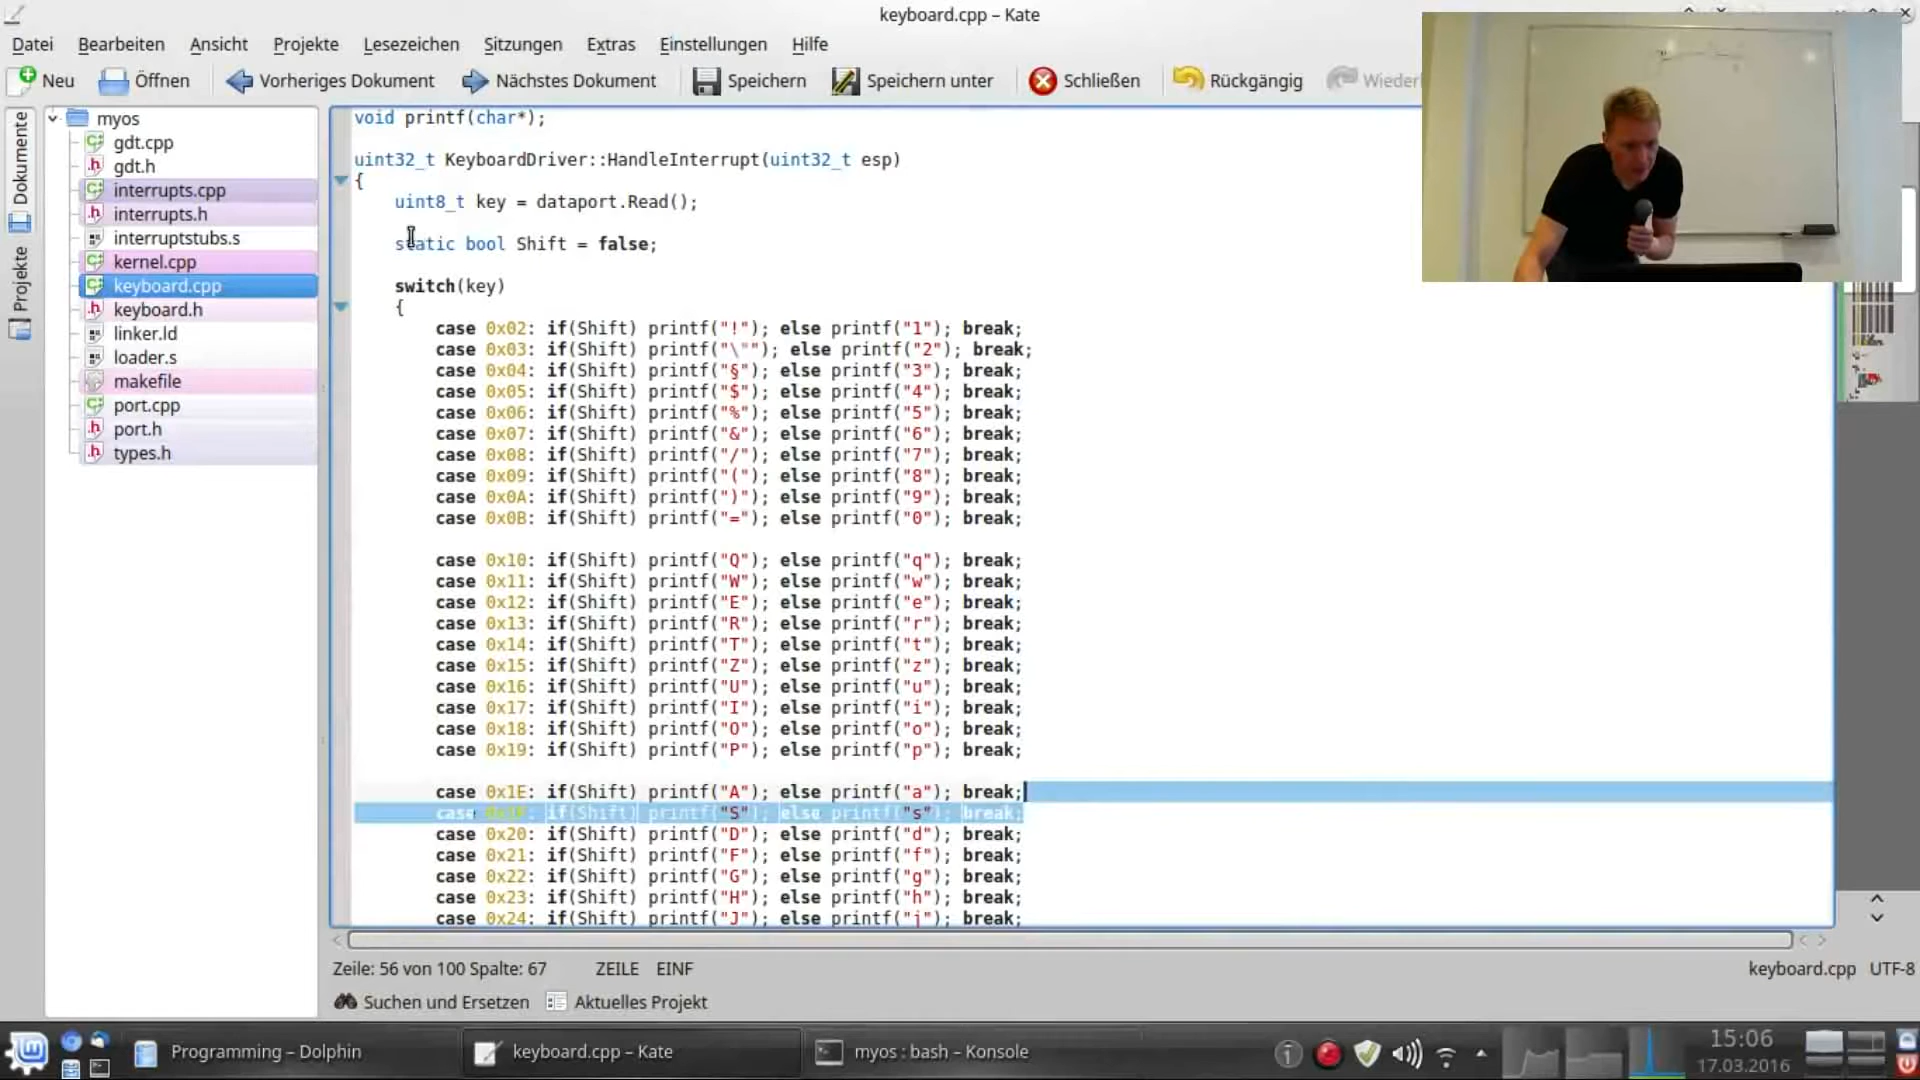 keyboard.cpp – Kate
Datei Bearbeiten Ansicht Projekte Lesezeichen Sitzungen Extras Einstellungen Hilfe
Neu Öffnen Vorheriges Dokument Nächstes Dokument Speichern Speichern unter Schließen Rückgängig
Dokumente
Projekte
myos
gdt.cpp
gdt.h
interrupts.cpp
interrupts.h
interruptstubs.s
kernel.cpp
keyboard.cpp
keyboard.h
linker.ld
loader.s
makefile
port.cpp
port.h
types.h
void printf(char*);
uint32_t KeyboardDriver::HandleInterrupt(uint32_t esp)
{
uint8_t key = dataport.Read();
static bool Shift = false;
switch(key)
{
case 0x02: if(Shift) printf("!"); else printf("1"); break;
case 0x03: if(Shift) printf("\""); else printf("2"); break;
case 0x04: if(Shift) printf("§"); else printf("3"); break;
case 0x05: if(Shift) printf("$"); else printf("4"); break;
case 0x06: if(Shift) printf("%"); else printf("5"); break;
case 0x07: if(Shift) printf("&"); else printf("6"); break;
case 0x08: if(Shift) printf("/"); else printf("7"); break;
case 0x09: if(Shift) printf("("); else printf("8"); break;
case 0x0A: if(Shift) printf(")"); else printf("9"); break;
case 0x0B: if(Shift) printf("="); else printf("0"); break;
case 0x10: if(Shift) printf("Q"); else printf("q"); break;
case 0x11: if(Shift) printf("W"); else printf("w"); break;
case 0x12: if(Shift) printf("E"); else printf("e"); break;
case 0x13: if(Shift) printf("R"); else printf("r"); break;
case 0x14: if(Shift) printf("T"); else printf("t"); break;
case 0x15: if(Shift) printf("Z"); else printf("z"); break;
case 0x16: if(Shift) printf("U"); else printf("u"); break;
case 0x17: if(Shift) printf("I"); else printf("i"); break;
case 0x18: if(Shift) printf("O"); else printf("o"); break;
case 0x19: if(Shift) printf("P"); else printf("p"); break;
case 0x1E: if(Shift) printf("A"); else printf("a"); break;
case 0x1F: if(Shift) printf("S"); else printf("s"); break;
case 0x20: if(Shift) printf("D"); else printf("d"); break;
case 0x21: if(Shift) printf("F"); else printf("f"); break;
case 0x22: if(Shift) printf("G"); else printf("g"); break;
case 0x23: if(Shift) printf("H"); else printf("h"); break;
case 0x24: if(Shift) printf("J"); else printf("j"); break;
Zeile: 56 von 100 Spalte: 67 ZEILE EINF keyboard.cpp UTF-8
Suchen und Ersetzen Aktuelles Projekt
Programming – Dolphin keyboard.cpp – Kate myos : bash – Konsole 15:06
17.03.2016